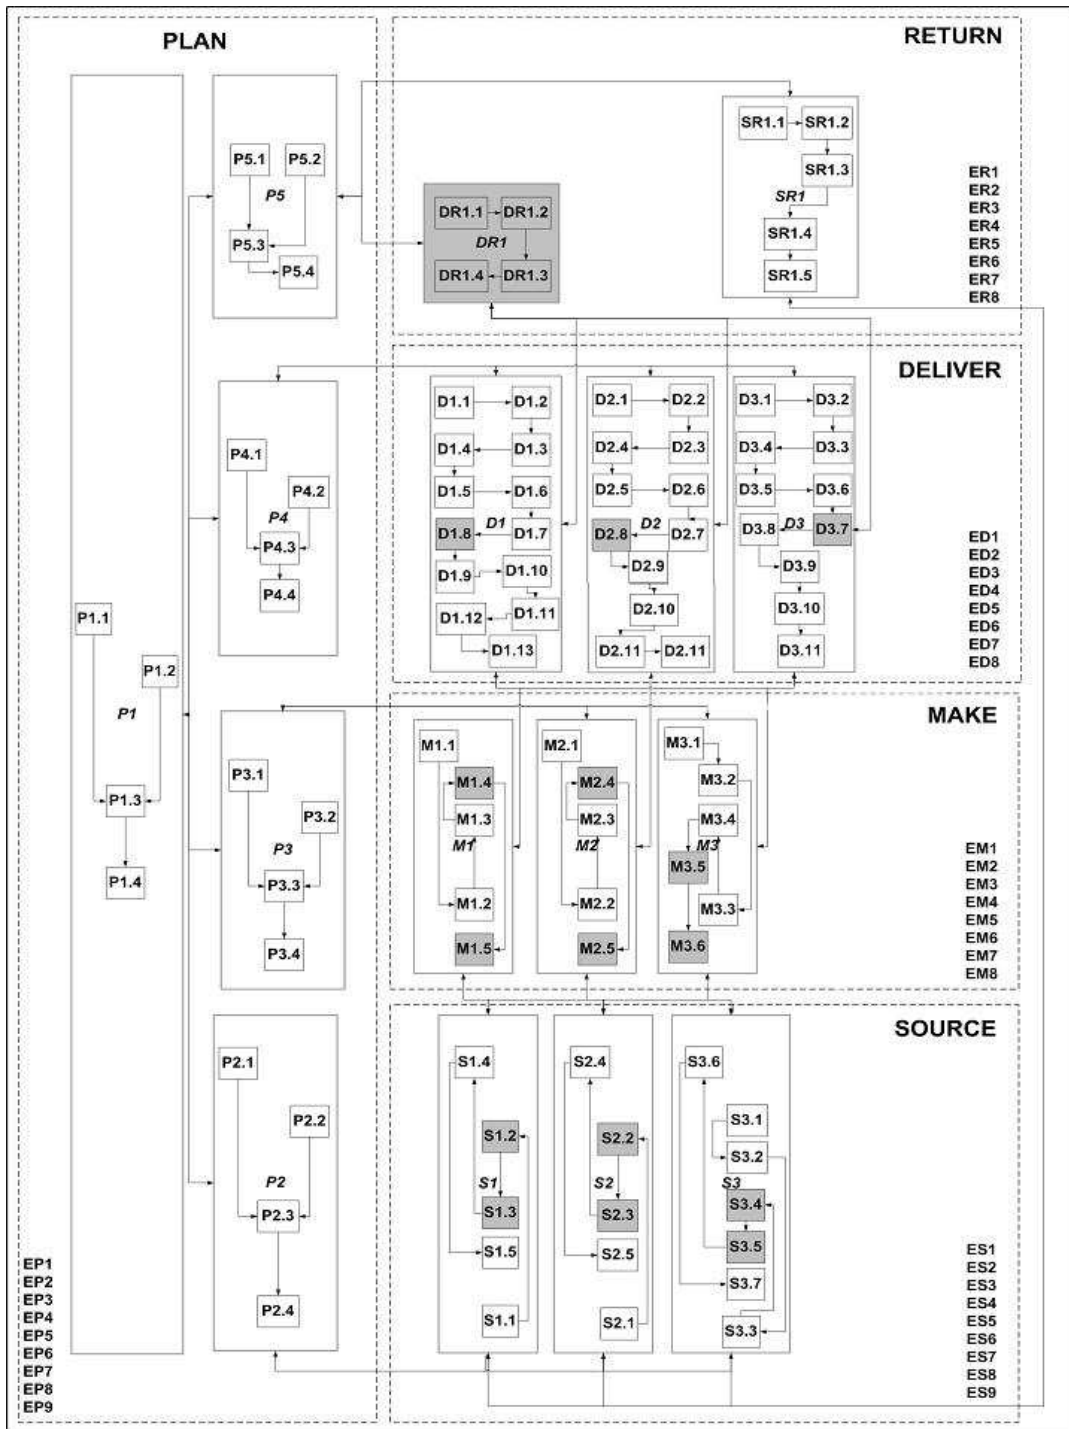 PLAN
P5.1
P5.2
P5
P5.3
P5.4
P4.1
P4.2
P4
P4.3
P4.4
P1.1
P1.2
P1
P1.3
P1.4
P3.1
P3.2
P3
P3.3
P3.4
P2.1
P2.2
P2
P2.3
P2.4
EP1
EP2
EP3
EP4
EP5
EP6
EP7
EP8
EP9
RETURN
SR1.1
SR1.2
SR1.3
SR1
SR1.4
SR1.5
DR1.1
DR1.2
DR1
DR1.4
DR1.3
ER1
ER2
ER3
ER4
ER5
ER6
ER7
ER8
DELIVER
D1.1
D1.2
D1.4
D1.3
D1.5
D1.6
D1
D1.8
D1.7
D1.9
D1.10
D1.12
D1.11
D1.13
D2.1
D2.2
D2.4
D2.3
D2.5
D2.6
D2
D2.8
D2.7
D2.9
D2.10
D2.11
D2.11
D3.1
D3.2
D3.4
D3.3
D3.5
D3.6
D3
D3.8
D3.7
D3.9
D3.10
D3.11
ED1
ED2
ED3
ED4
ED5
ED6
ED7
ED8
MAKE
M1.1
M1.4
M1.3
M1
M1.2
M1.5
M2.1
M2.4
M2.3
M2
M2.2
M2.5
M3.1
M3.2
M3.4
M3
M3.5
M3.3
M3.6
EM1
EM2
EM3
EM4
EM5
EM6
EM7
EM8
SOURCE
S1.4
S1.2
S1
S1.3
S1.5
S1.1
S2.4
S2.2
S2
S2.3
S2.5
S2.1
S3.6
S3.1
S3.2
S3
S3.4
S3.5
S3.7
S3.3
ES1
ES2
ES3
ES4
ES5
ES6
ES7
ES8
ES9